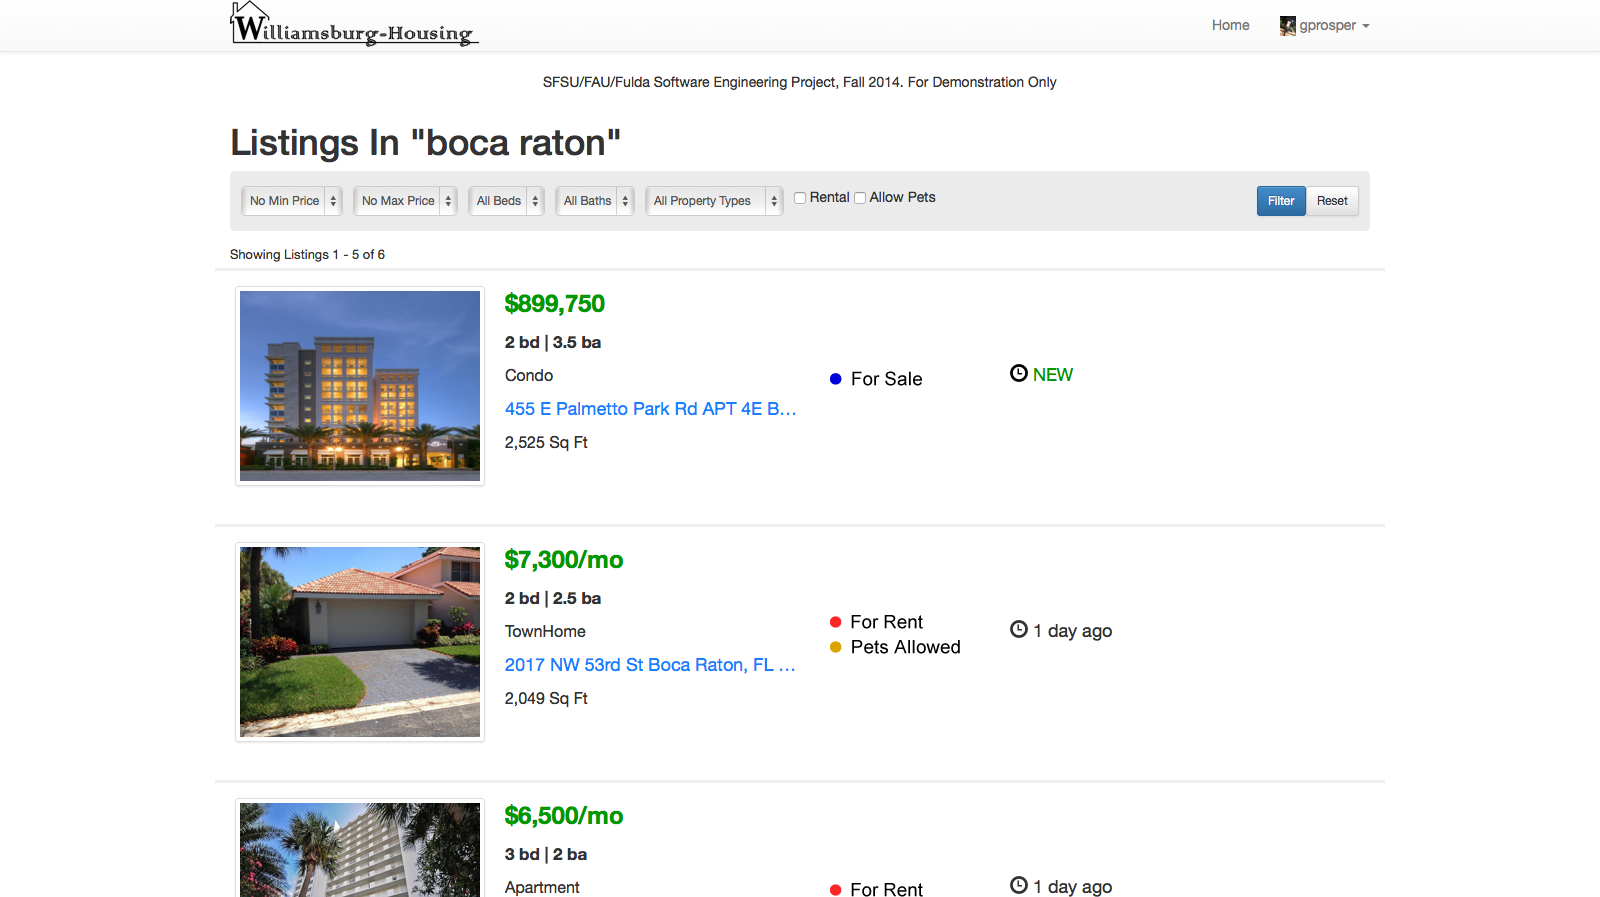 Williamsburg-Housing
Home gprosper
SFSU/FAU/Fulda Software Engineering Project, Fall 2014. For Demonstration Only
Listings In "boca raton"
No Min Price No Max Price All Beds All Baths All Property Types Rental Allow Pets Filter Reset
Showing Listings 1 - 5 of 6
$899,750
2 bd | 3.5 ba
Condo
455 E Palmetto Park Rd APT 4E B...
2,525 Sq Ft
For Sale
NEW
$7,300/mo
2 bd | 2.5 ba
TownHome
2017 NW 53rd St Boca Raton, FL ...
2,049 Sq Ft
For Rent
Pets Allowed
1 day ago
$6,500/mo
3 bd | 2 ba
Apartment
For Rent
1 day ago